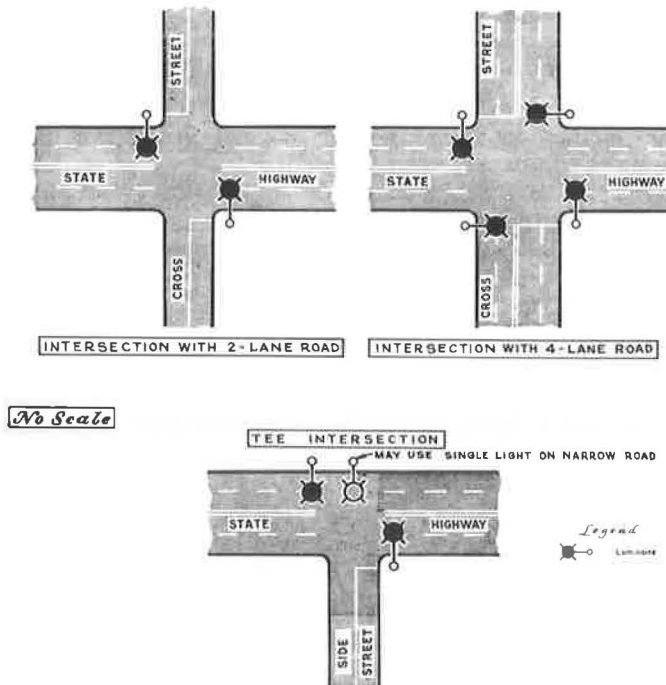 STREET
STREET
STATE
HIGHWAY
STATE
HIGHWAY
CROSS
CROSS
INTERSECTION WITH 2-LANE ROAD
INTERSECTION WITH 4-LANE ROAD
No Scale
TEE INTERSECTION
MAY USE SINGLE LIGHT ON NARROW ROAD
STATE
HIGHWAY
Legend
Luminaire
SIDE
STREET